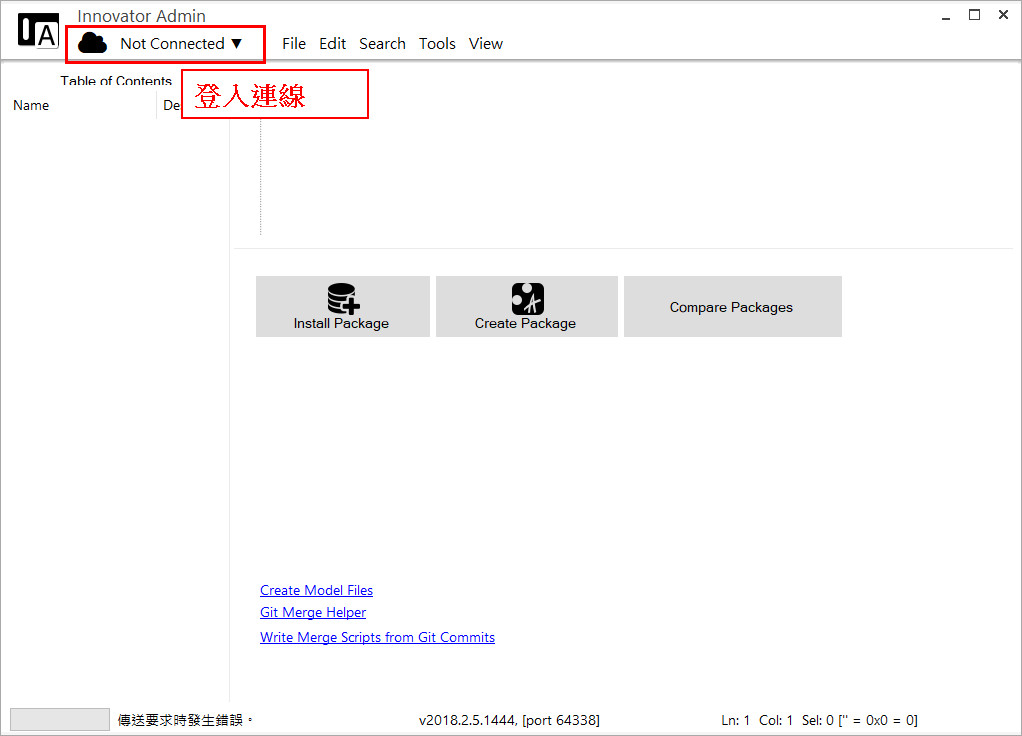 Innovator Admin
IA
Not Connected ▼ File Edit Search Tools View
Table of Contents
登入連線
Name De
Install Package
Create Package
Compare Packages
Create Model Files
Git Merge Helper
Write Merge Scripts from Git Commits
傳送要求時發生錯誤。 v2018.2.5.1444, [port 64338] Ln: 1 Col: 1 Sel: 0 ['' = 0x0 = 0]